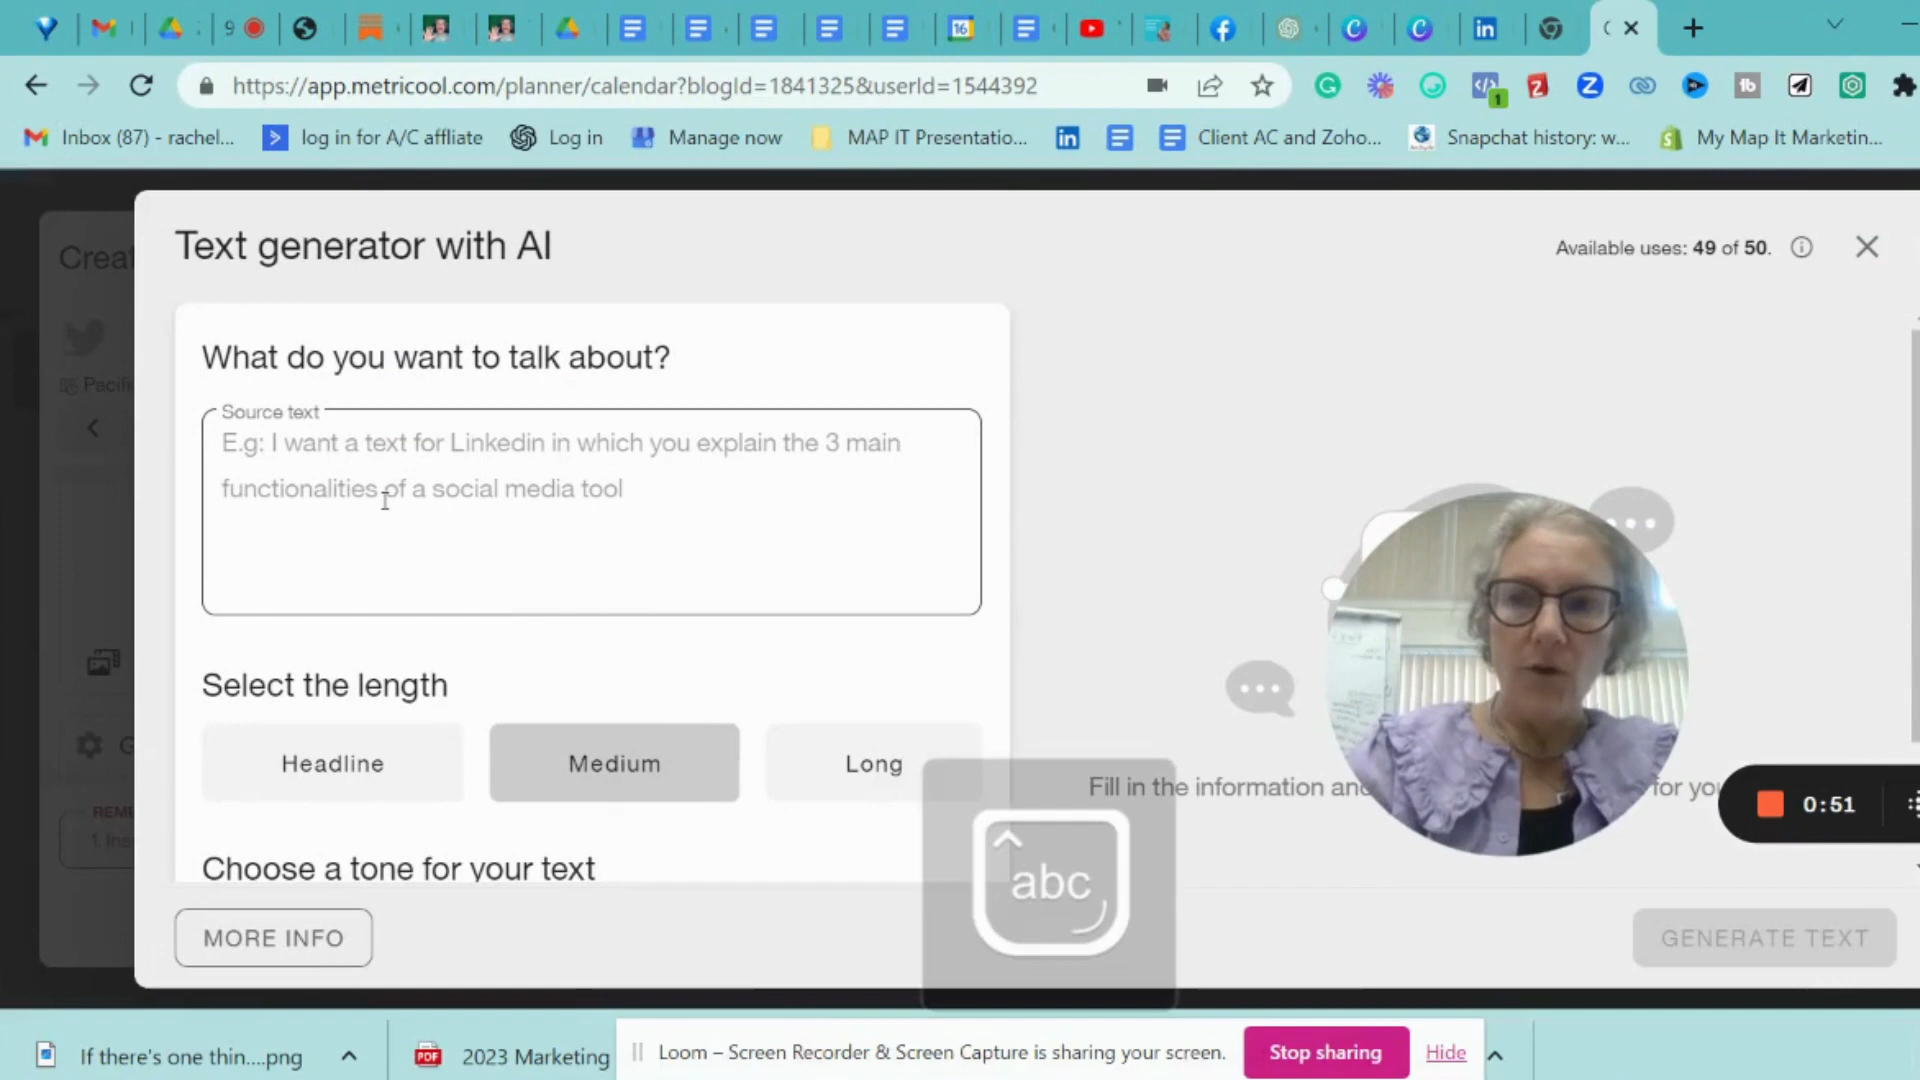 9
16
https://app.metricool.com/planner/calendar?blogId=1841325&userId=1544392
1
Inbox (87) - rachel...
log in for A/C affliate
Log in
Manage now
MAP IT Presentatio...
Client AC and Zoho...
Snapchat history: w...
My Map It Marketin...
Text generator with AI
Available uses: 49 of 50.
What do you want to talk about?
Source text
E.g: I want a text for Linkedin in which you explain the 3 main
functionalities of a social media tool
Select the length
Headline
Medium
Long
Fill in the information
for you
0:51
Choose a tone for your text
abc
MORE INFO
GENERATE TEXT
If there's one thin....png
PDF
2023 Marketing
Loom – Screen Recorder & Screen Capture is sharing your screen.
Stop sharing
Hide